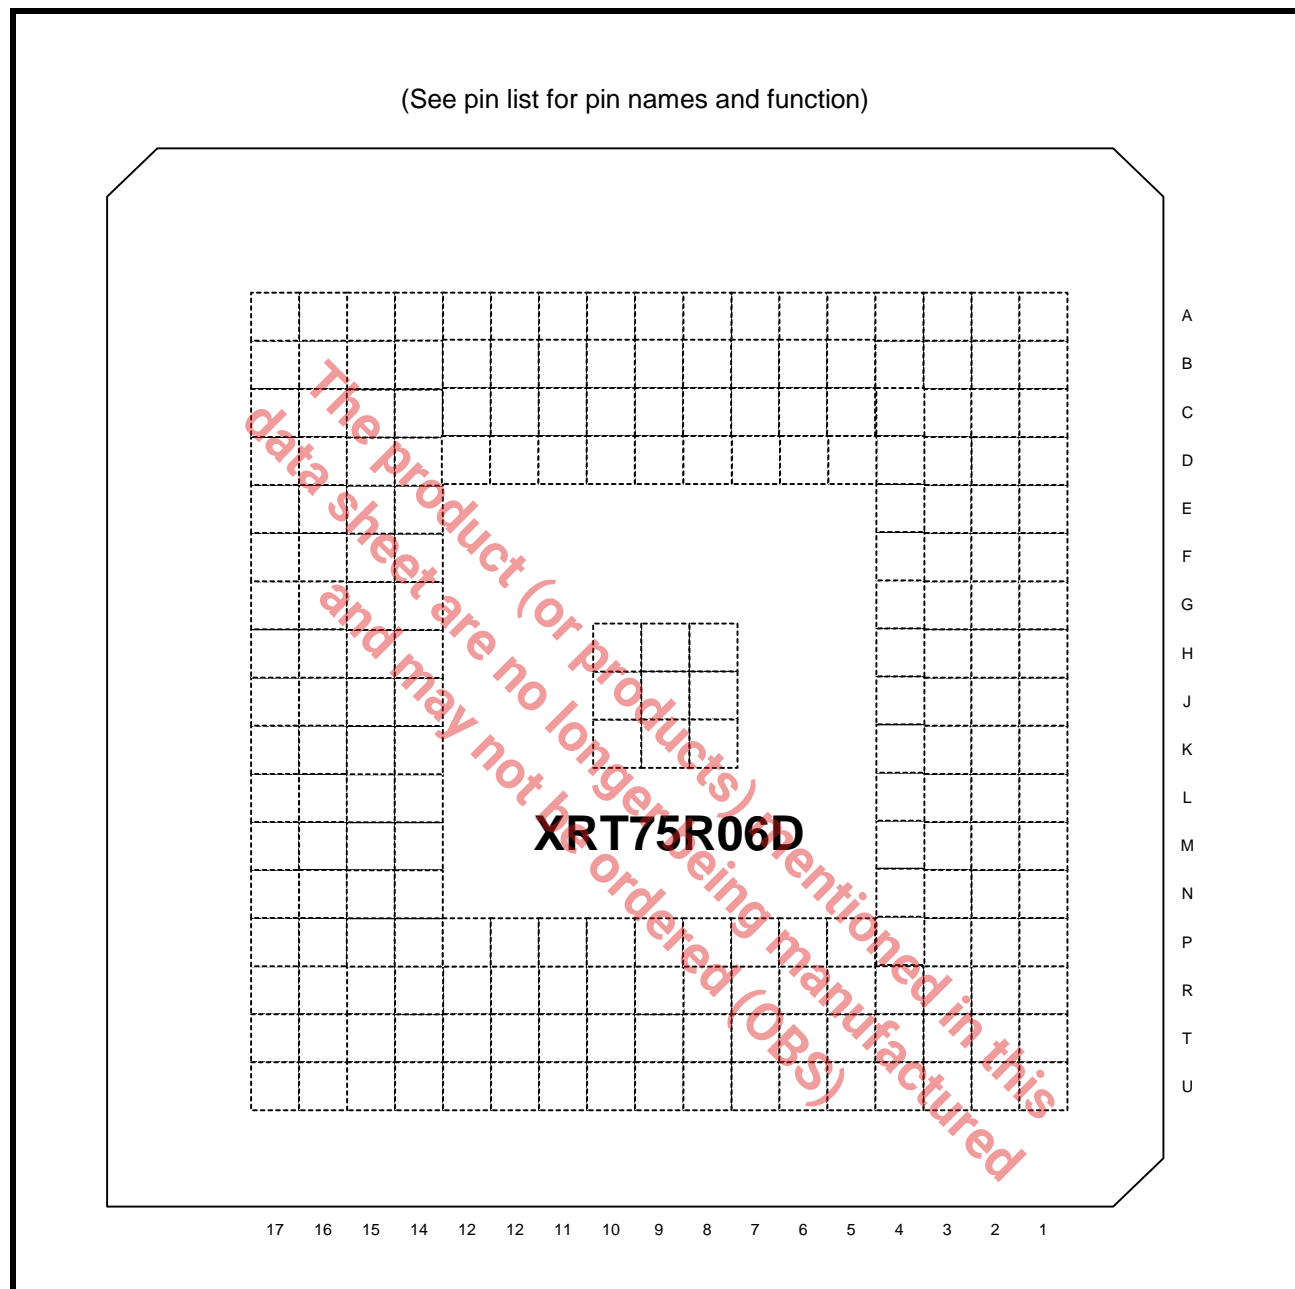 (See pin list for pin names and function)
A
B
C
D
E
F
G
H
J
K
L
M
N
P
R
T
U
XRT75R06D
17 16 15 14 12 12 11 10 9 8 7 6 5 4 3 2 1
The product (or products) mentioned in this
data sheet are no longer being manufactured
and may not be ordered (OBS)